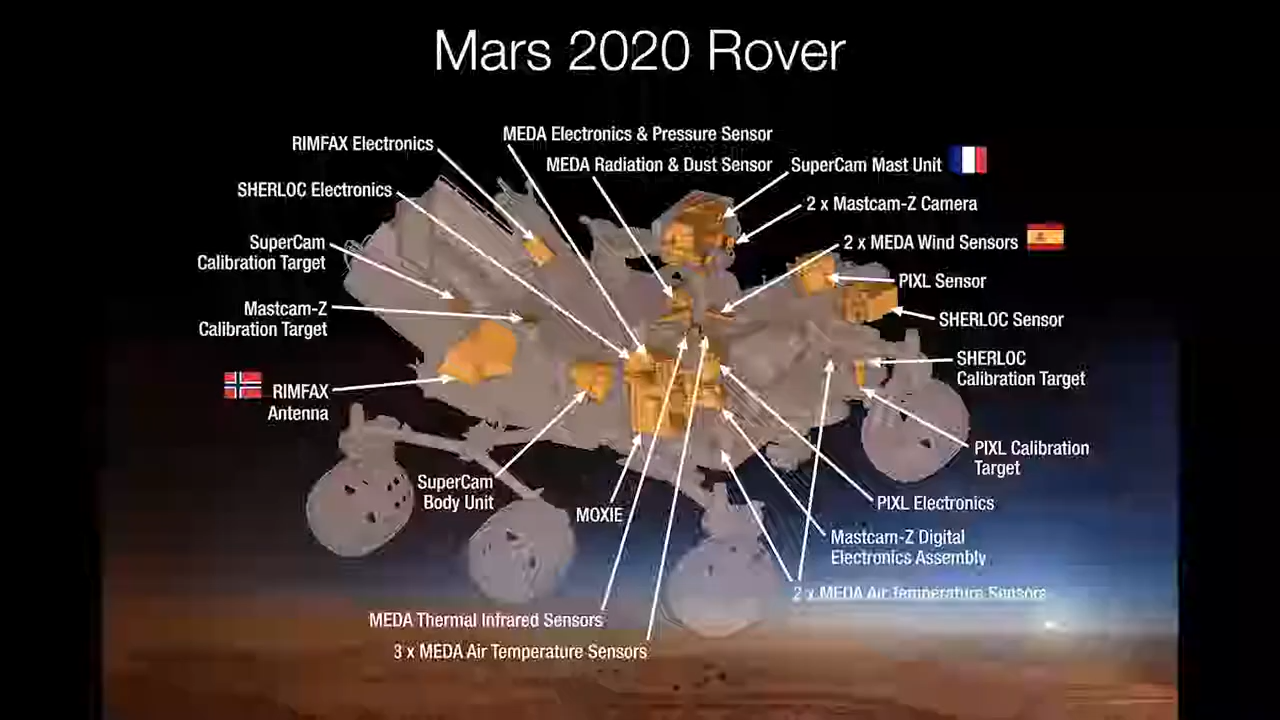 Mars 2020 Rover
MEDA Electronics & Pressure Sensor
RIMFAX Electronics
MEDA Radiation & Dust Sensor
SuperCam Mast Unit
SHERLOC Electronics
2 x Mastcam-Z Camera
SuperCam
Calibration Target
2 x MEDA Wind Sensors
PIXL Sensor
Mastcam-Z
Calibration Target
SHERLOC Sensor
SHERLOC
Calibration Target
RIMFAX
Antenna
PIXL Calibration
Target
SuperCam
Body Unit
MOXIE
PIXL Electronics
Mastcam-Z Digital
Electronics Assembly
2 x MEDA Air Temperature Sensors
MEDA Thermal Infrared Sensors
3 x MEDA Air Temperature Sensors